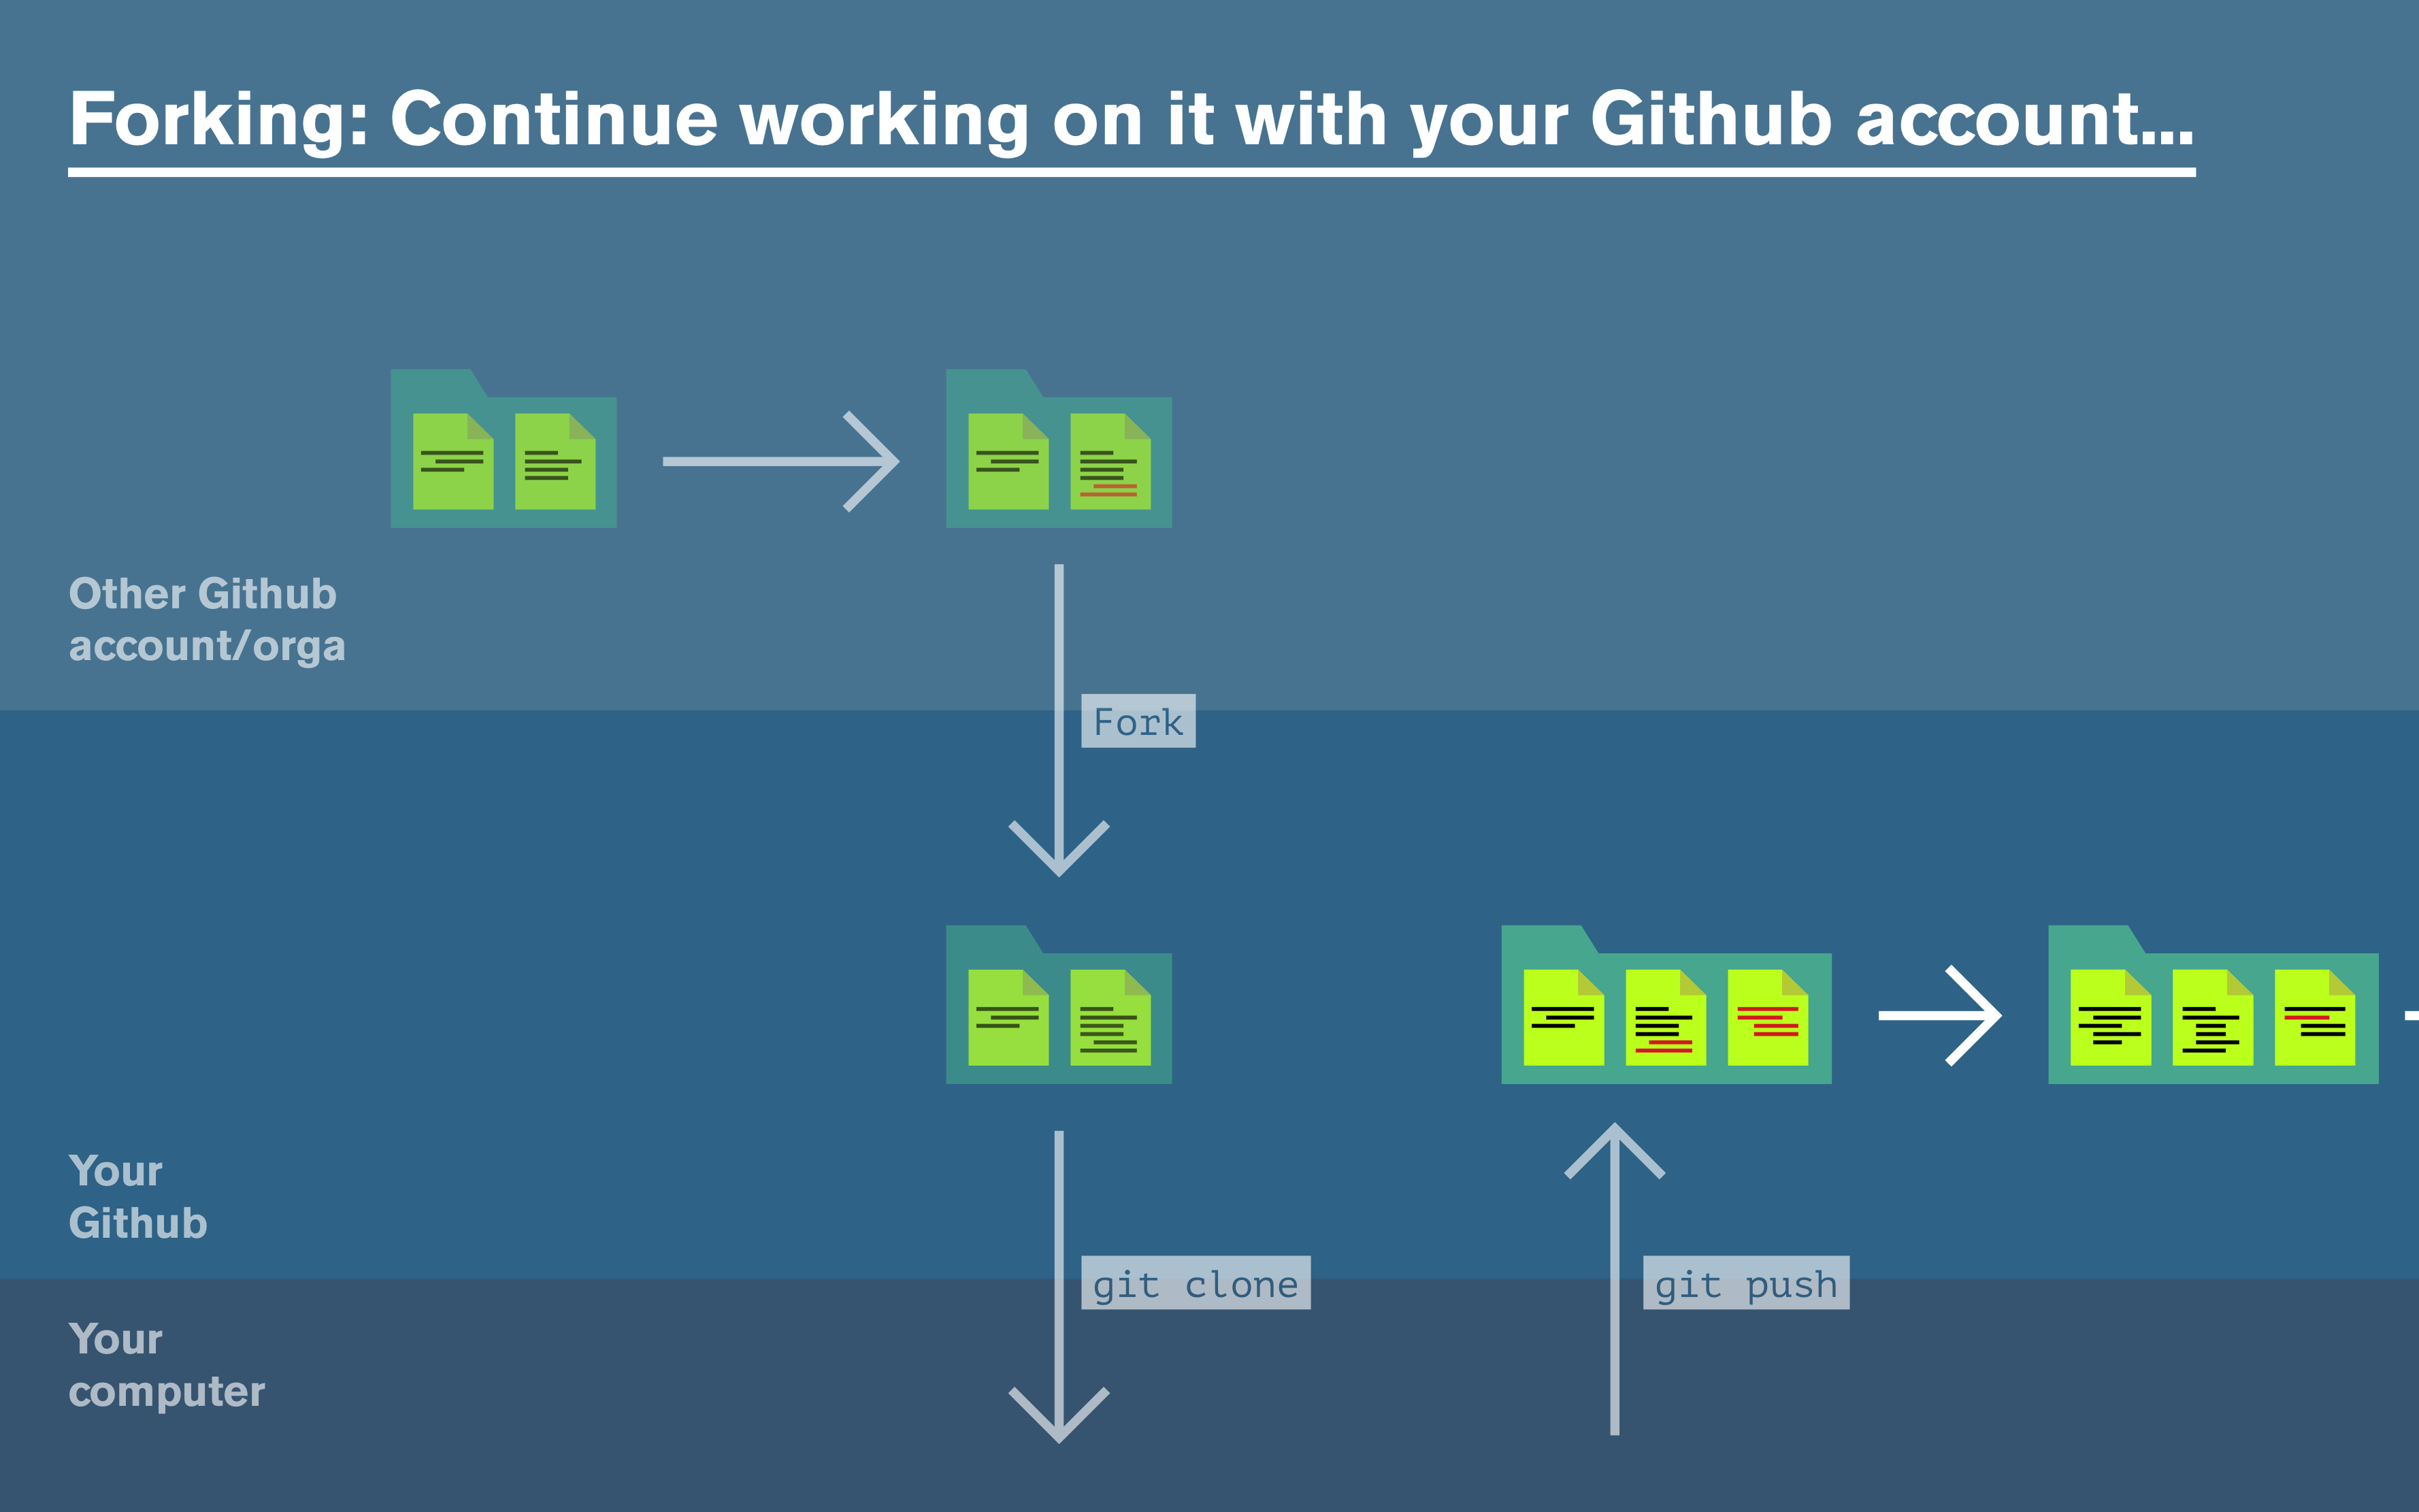 Forking: Continue working on it with your Github account...
Other Github
account/orga
Fork
Your
Github
git clone
git push
Your
computer